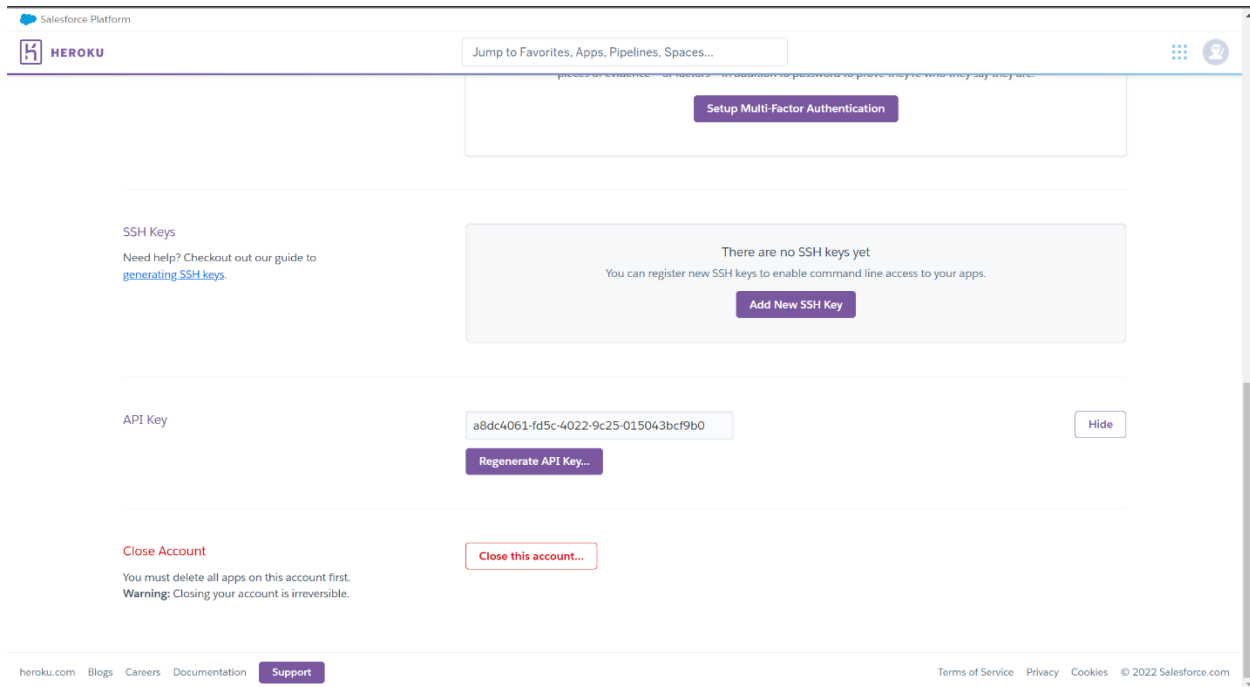 Salesforce Platform
HEROKU
Jump to Favorites, Apps, Pipelines, Spaces...
Setup Multi-Factor Authentication
SSH Keys
Need help? Checkout out our guide to
generating SSH keys.
There are no SSH keys yet
You can register new SSH keys to enable command line access to your apps.
Add New SSH Key
API Key
a8dc4061-fd5c-4022-9c25-015043bcf9b0
Hide
Regenerate API Key...
Close Account
Close this account...
You must delete all apps on this account first.
Warning: Closing your account is irreversible.
heroku.com Blogs Careers Documentation Support
Terms of Service Privacy Cookies © 2022 Salesforce.com